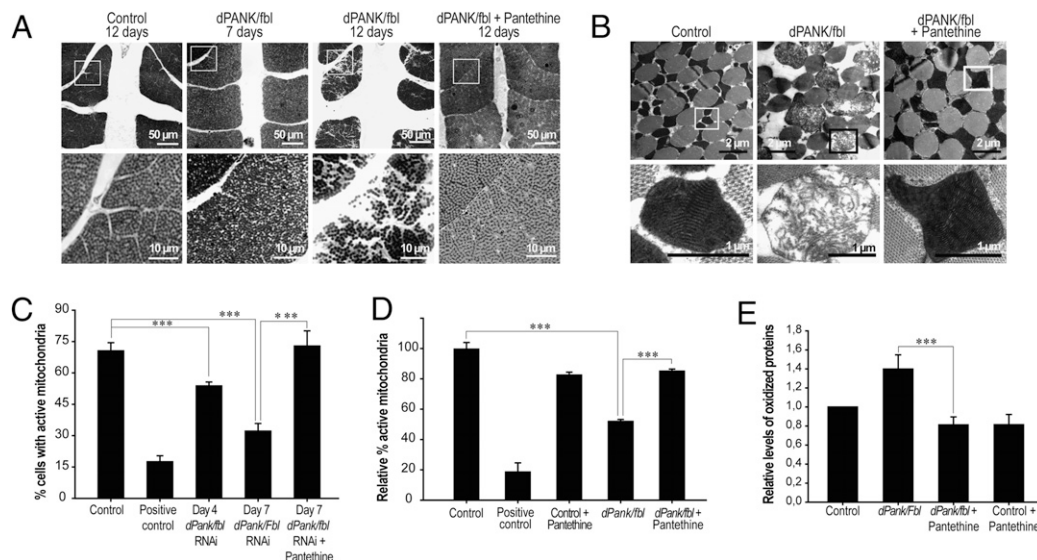 A
Control
12 days
dPANK/fbl
7 days
dPANK/fbl
12 days
dPANK/fbl + Pantethine
12 days
50 µm
50 µm
50 µm
50 µm
10 µm
10 µm
10 µm
10 µm
B
Control
dPANK/fbl
dPANK/fbl
+ Pantethine
2 µm
2 µm
2 µm
1 µm
1 µm
1 µm
C
% cells with active mitochondria
90
75
60
45
30
15
0
***
***
***
Control
Positive
control
Day 4
dPank/fbl
RNAi
Day 7
dPank/Fbl
RNAi
Day 7
dPank/fbl
RNAi +
Pantethine
D
Relative % active mitochondria
100
80
60
40
20
0
***
***
Control
Positive
control
Control +
Pantethine
dPank/fbl
dPank/fbl +
Pantethine
E
Relative levels of oxidized proteins
1,8
1,6
1,4
1,2
1,0
0,8
0,6
0,4
0,2
0,0
***
Control
dPank/Fbl
dPank/fbl +
Pantethine
Control +
Pantethine